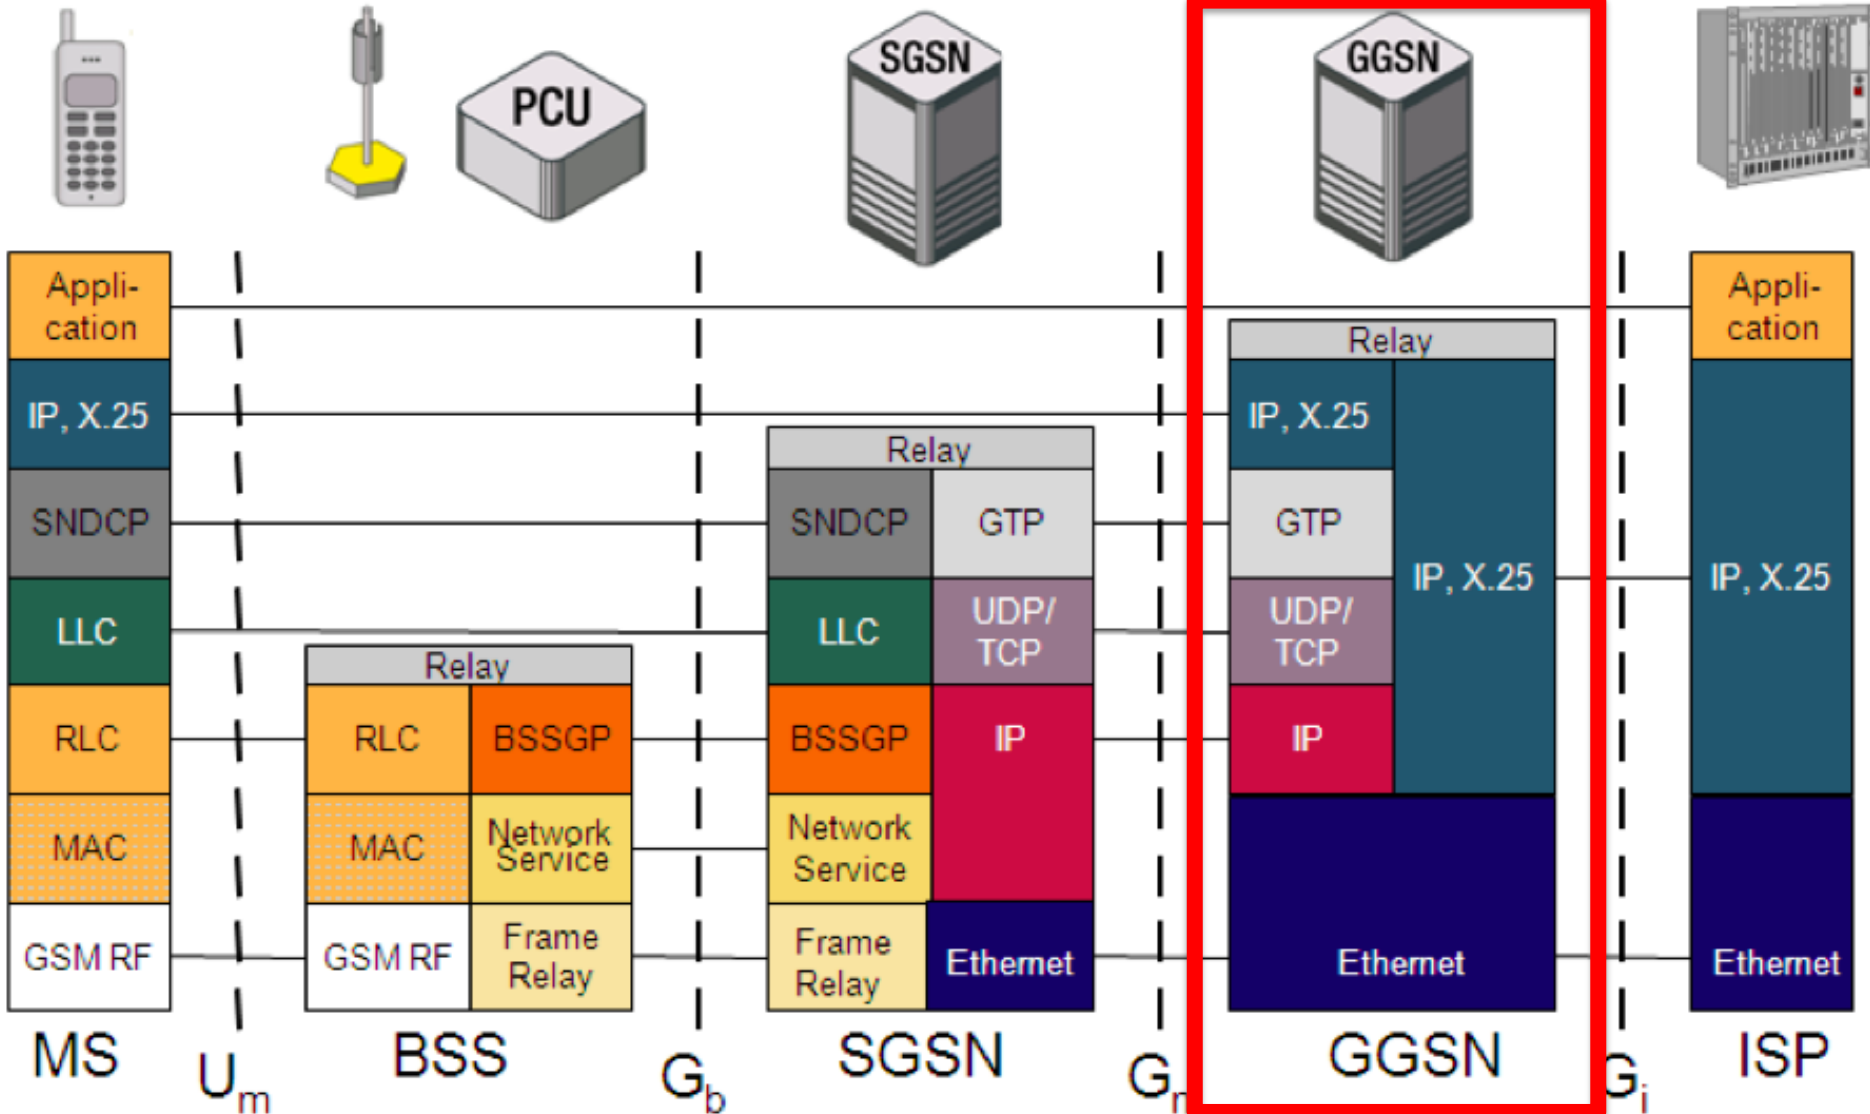 PCU
SGSN
GGSN
Appli-
cation
IP, X.25
SNDCP
LLC
RLC
MAC
GSM RF
MS
Um
Relay
RLC
BSSGP
MAC
Network
Service
GSM RF
Frame
Relay
BSS
Gb
Relay
SNDCP
GTP
LLC
UDP/
TCP
BSSGP
IP
Network
Service
Frame
Relay
Ethernet
SGSN
G
Relay
IP, X.25
GTP
UDP/
TCP
IP
IP, X.25
Ethernet
GGSN
Gi
Appli-
cation
IP, X.25
Ethernet
ISP